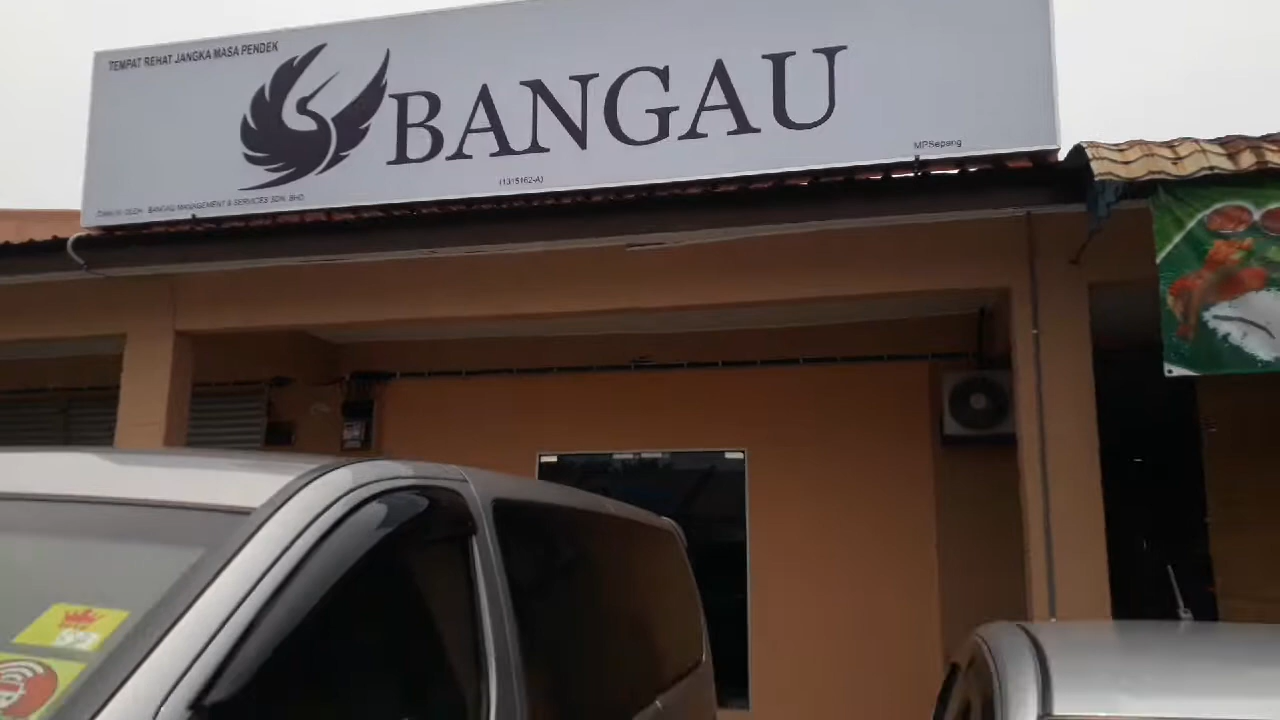 TEMPAT REHAT JANGKA MASA PENDEK
BANGAU
MPSepang
(1315162-A)
BANGAU MANAGEMENT & SERVICES SDN. BHD